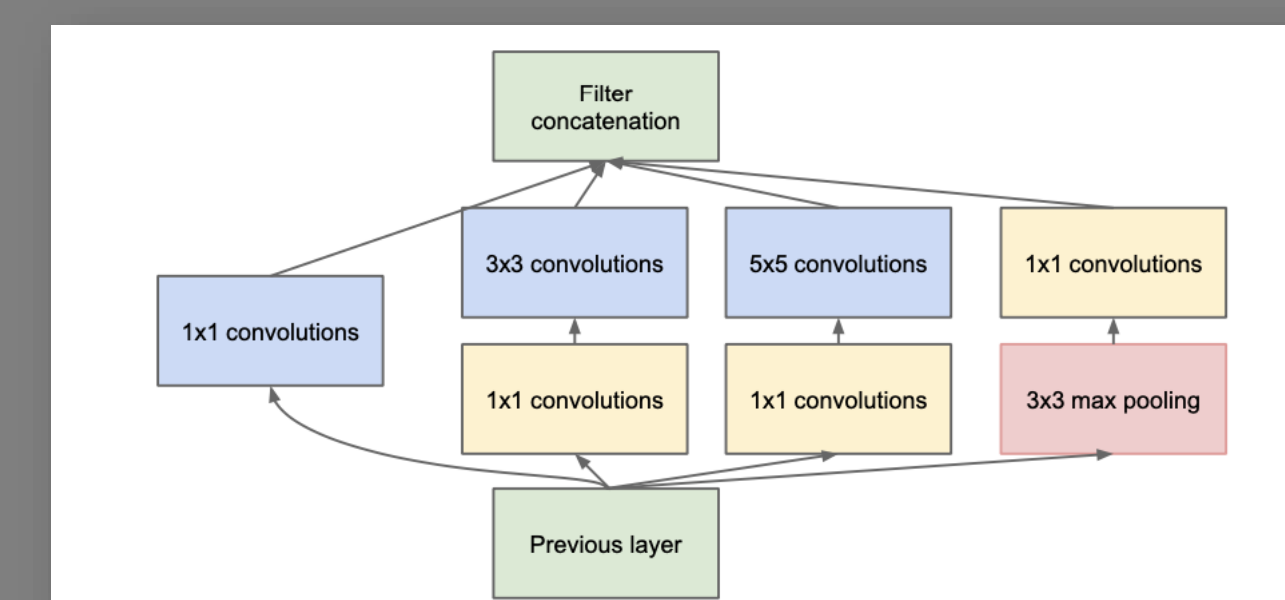 Filter
concatenation
3x3 convolutions
5x5 convolutions
1x1 convolutions
1x1 convolutions
1x1 convolutions
1x1 convolutions
3x3 max pooling
Previous layer